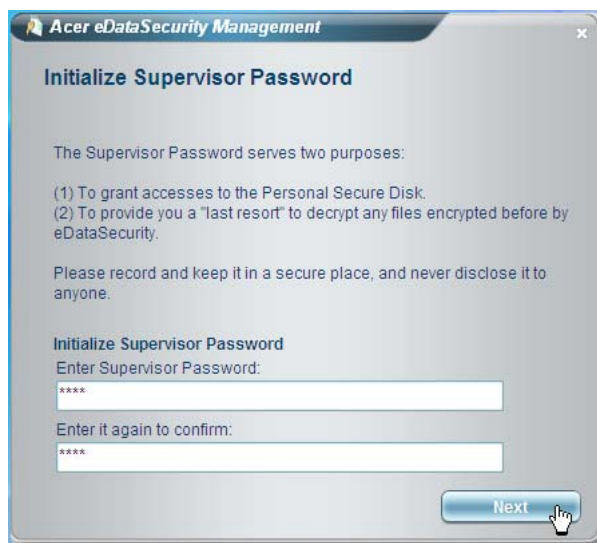 Acer eDataSecurity Management
x
Initialize Supervisor Password
The Supervisor Password serves two purposes:
(1) To grant accesses to the Personal Secure Disk.
(2) To provide you a "last resort" to decrypt any files encrypted before by
eDataSecurity.
Please record and keep it in a secure place, and never disclose it to
anyone.
Initialize Supervisor Password
Enter Supervisor Password:
****
Enter it again to confirm:
****
Next